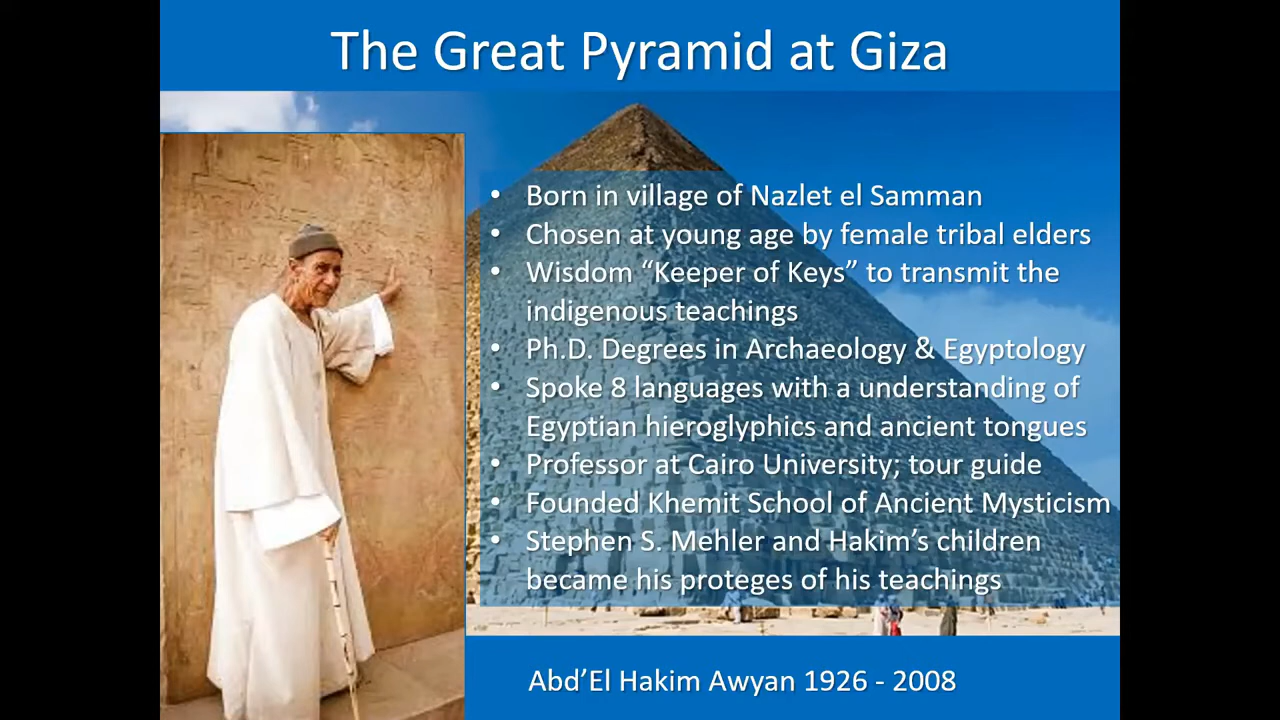 The Great Pyramid at Giza
• Born in village of Nazlet el Samman
• Chosen at young age by female tribal elders
• Wisdom “Keeper of Keys” to transmit the
indigenous teachings
• Ph.D. Degrees in Archaeology & Egyptology
• Spoke 8 languages with a understanding of
Egyptian hieroglyphics and ancient tongues
• Professor at Cairo University; tour guide
• Founded Khemit School of Ancient Mysticism
• Stephen S. Mehler and Hakim’s children
became his proteges of his teachings
Abd’El Hakim Awyan 1926 - 2008